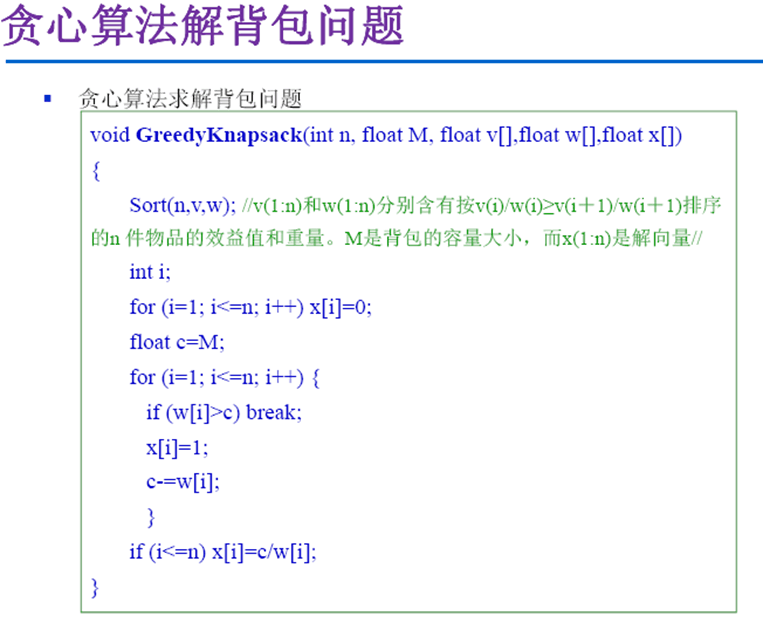 贪心算法解背包问题
贪心算法求解背包问题
void GreedyKnapsack(int n, float M, float v[],float w[],float x[])
{
Sort(n,v,w); //v(1:n)和w(1:n)分别含有按v(i)/w(i)≥v(i＋1)/w(i＋1)排序
的n 件物品的效益值和重量。M是背包的容量大小，而x(1:n)是解向量//
int i;
for (i=1; i<=n; i++) x[i]=0;
float c=M;
for (i=1; i<=n; i++) {
if (w[i]>c) break;
x[i]=1;
c-=w[i];
}
if (i<=n) x[i]=c/w[i];
}